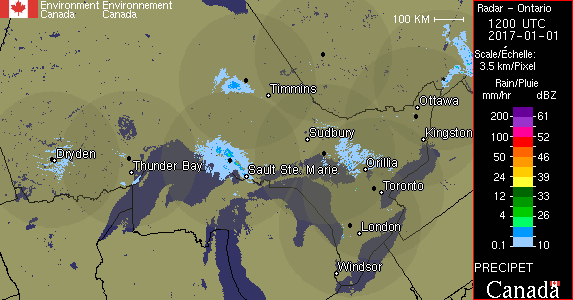 Environment Environnement
Canada Canada
100 KM
Timmins
Ottawa
Sudbury
Kingston
Dryden
Thunder Bay
Sault Ste. Marie
Orillia
Toronto
London
Windsor
Radar - Ontario
1200 UTC
2017-01-01
Scale/Échelle:
3.5 km/Pixel
Rain/Pluie
mm/hr dBZ
200 61
100 52
50 46
24 39
12 33
4 26
0.1 10
PRECIPET
Canada